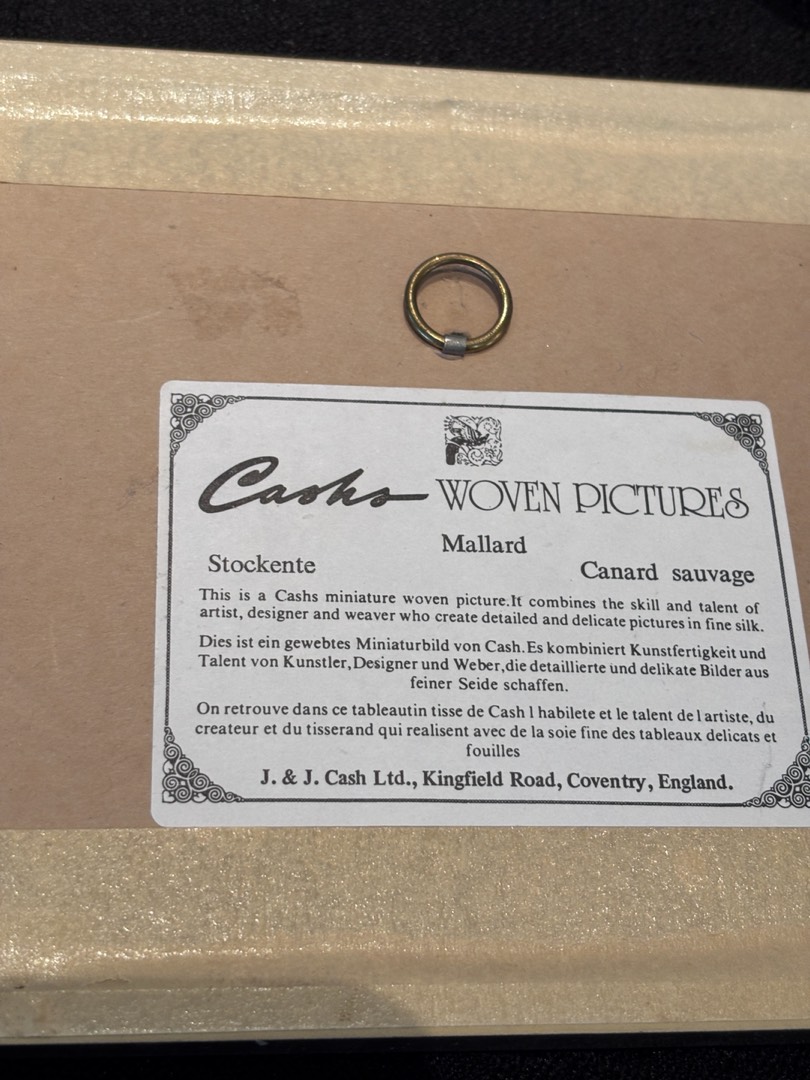 Cashs WOVEN PICTURES
Mallard
Stockente Canard sauvage
This is a Cashs miniature woven picture.It combines the skill and talent of
artist, designer and weaver who create detailed and delicate pictures in fine silk.
Dies ist ein gewebtes Miniaturbild von Cash.Es kombiniert Kunstfertigkeit und
Talent von Kunstler,Designer und Weber,die detaillierte und delikate Bilder aus
feiner Seide schaffen.
On retrouve dans ce tableautin tisse de Cash l habilete et le talent de l artiste, du
createur et du tisserand qui realisent avec de la soie fine des tableaux delicats et
fouilles
J. & J. Cash Ltd., Kingfield Road, Coventry, England.